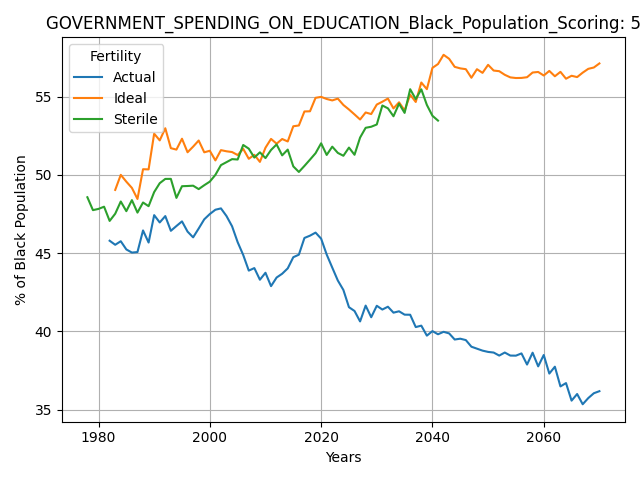 GOVERNMENT_SPENDING_ON_EDUCATION_Black_Population_Scoring: 5
Fertility
Actual
Ideal
Sterile
% of Black Population
55
50
45
40
35
1980
2000
2020
2040
2060
Years